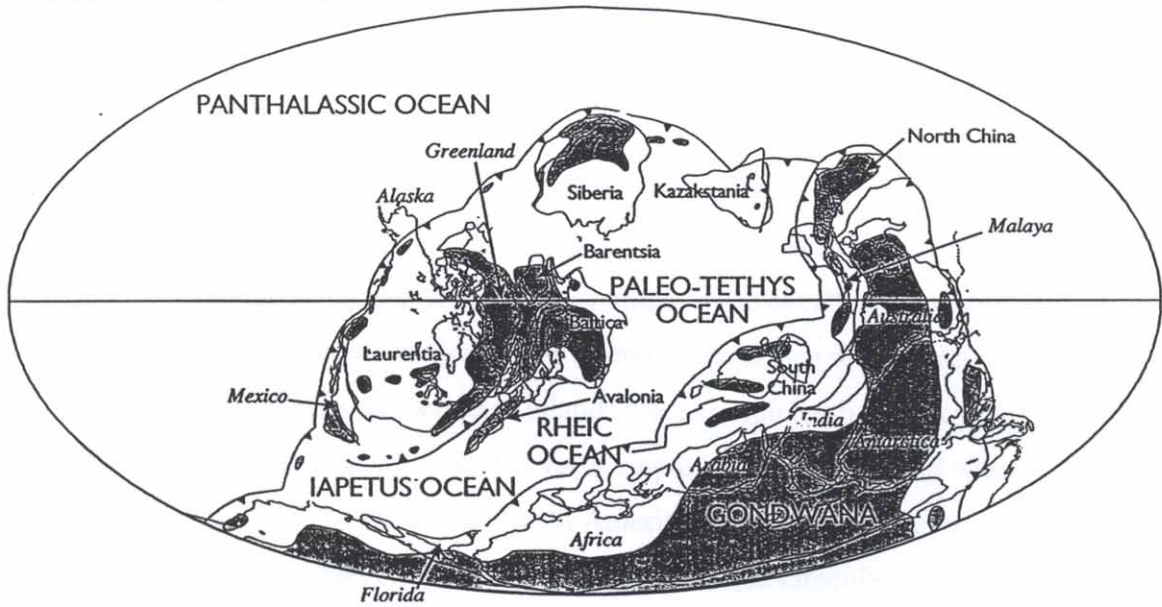 PANTHALASSIC OCEAN
Greenland
North China
Alaska
Siberia
Kazakstania
Malaya
Barentsia
PALEO-TETHYS
OCEAN
Baltica
Australia
Laurentia
South
China
Mexico
Avalonia
RHEIC
OCEAN
India
Antarctica
Arabia
IAPETUS OCEAN
GONDWANA
Africa
Florida